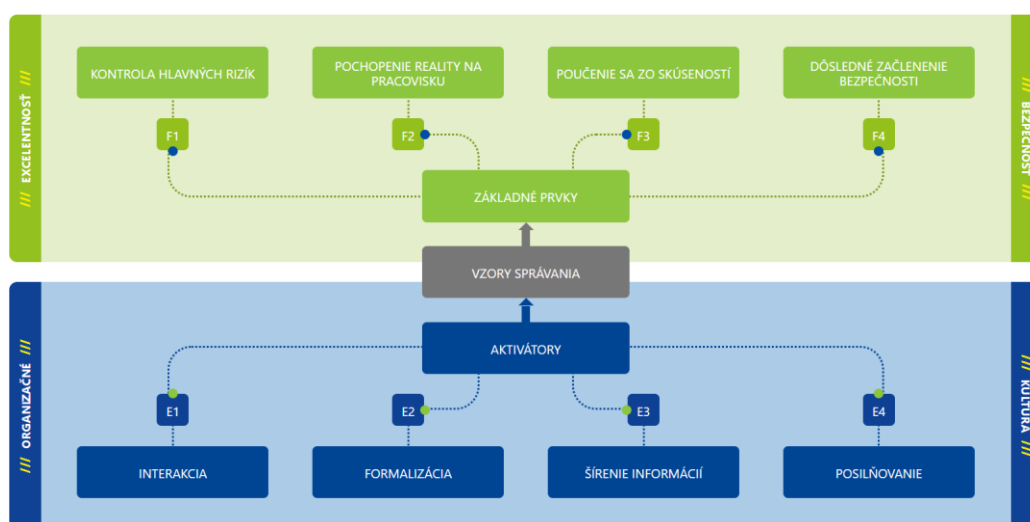 /// EXCELENTNOSŤ ///
KONTROLA HLAVNÝCH RIZÍK
POCHOPENIE REALITY NA
PRACOVISKU
POUČENIE SA ZO SKÚSENOSTÍ
DÔSLEDNÉ ZAČLENENIE
BEZPEČNOSTI
/// BEZPEČNOSŤ ///
F1
F2
F3
F4
ZÁKLADNÉ PRVKY
VZORY SPRÁVANIA
/// ORGANIZAČNÉ ///
AKTIVÁTORY
/// KULTÚRA ///
E1
E2
E3
E4
INTERAKCIA
FORMALIZÁCIA
ŠÍRENIE INFORMÁCIÍ
POSILŇOVANIE